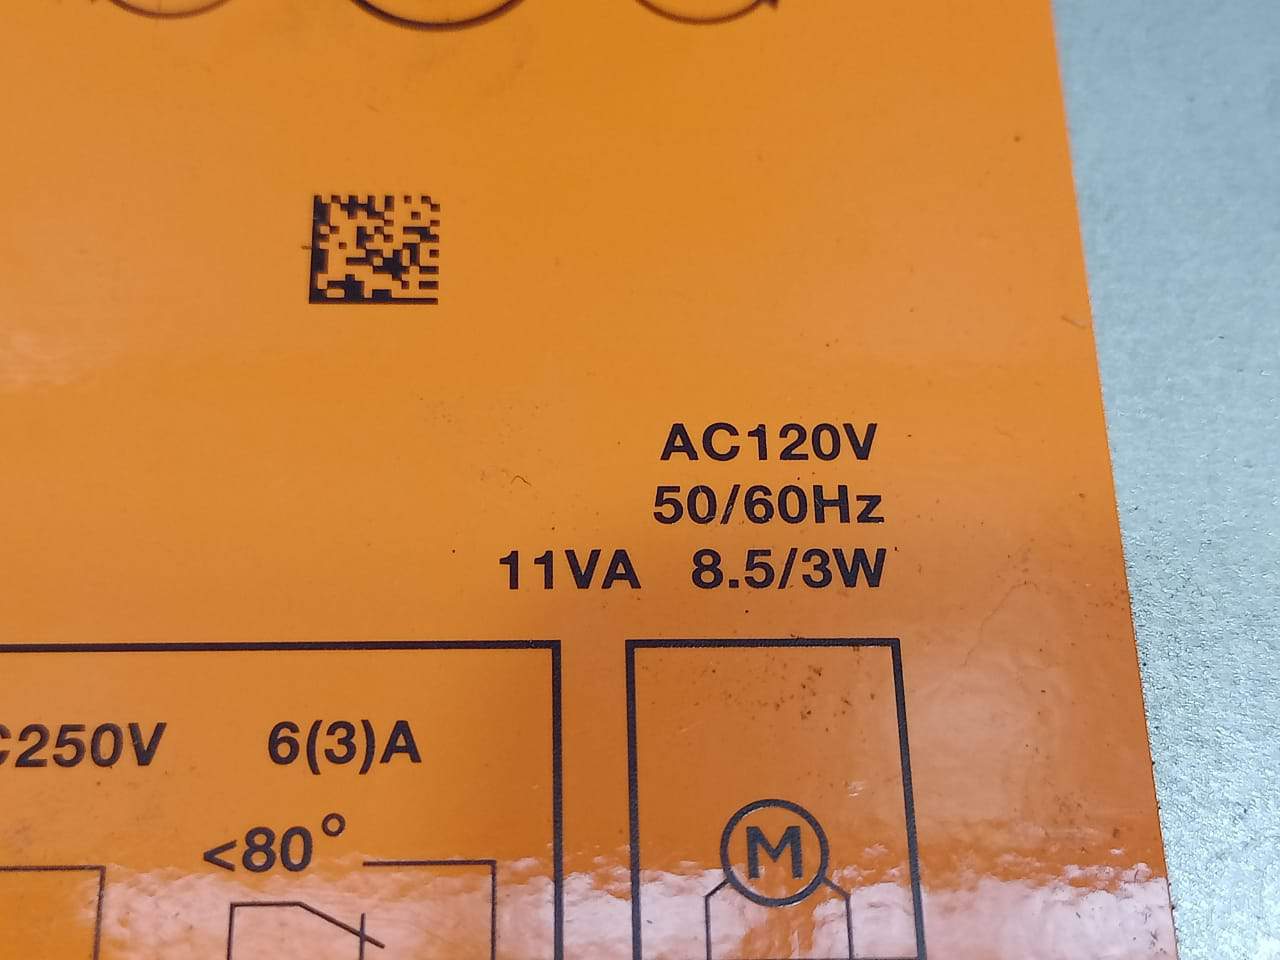 AC120V
50/60Hz
11VA 8.5/3W
C250V 6(3)A
<80°
M